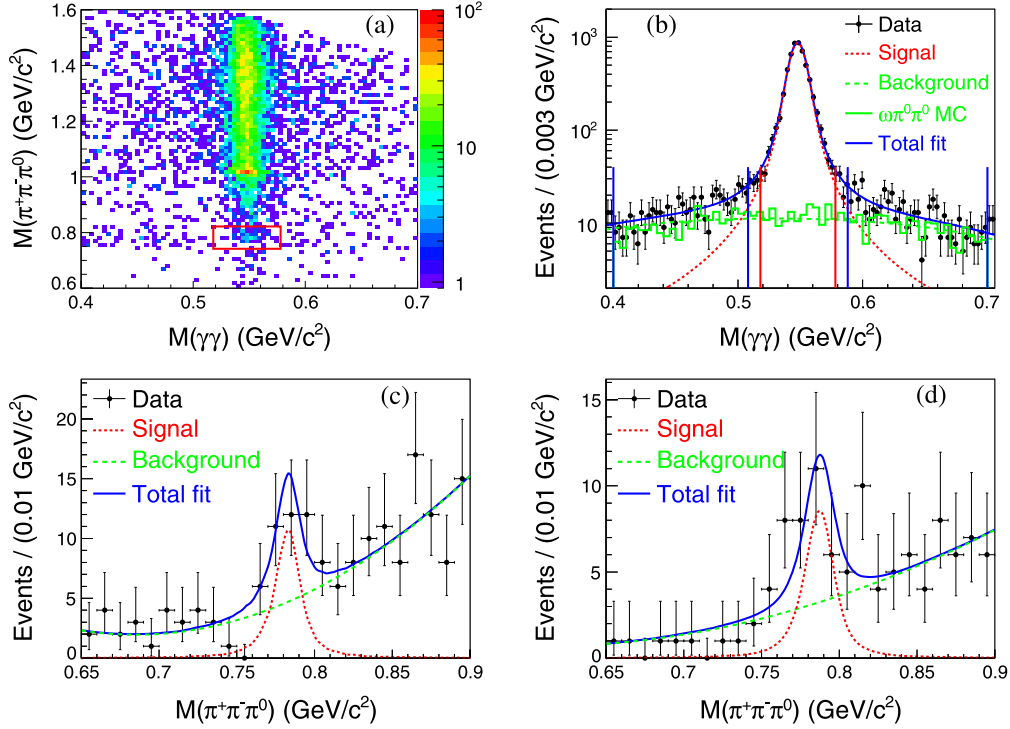 (a)
M(π⁺π⁻π⁰) (GeV/c²)
1.6
1.4
1.2
1
0.8
0.6
0.4 0.5 0.6 0.7
M(γγ) (GeV/c²)
10²
10
1
(b)
Events / (0.003 GeV/c²)
10³
10²
10
0.4 0.5 0.6 0.7
M(γγ) (GeV/c²)
Data
Signal
Background
ωπ⁰π⁰ MC
Total fit
(c)
Events / (0.01 GeV/c²)
20
15
10
5
0
0.65 0.7 0.75 0.8 0.85 0.9
M(π⁺π⁻π⁰) (GeV/c²)
Data
Signal
Background
Total fit
(d)
Events / (0.01 GeV/c²)
15
10
5
0
0.65 0.7 0.75 0.8 0.85 0.9
M(π⁺π⁻π⁰) (GeV/c²)
Data
Signal
Background
Total fit